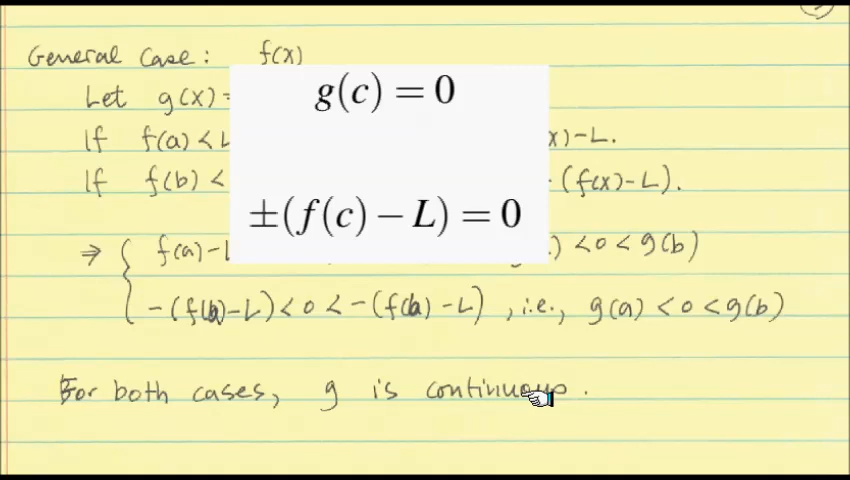 General Case: f(x)
Let g(x)=
g(c) = 0
If f(a) < L
x)-L.
If f(b) <
(f(x)-L).
±(f(c) − L) = 0
⇒ { f(a)-L
) < 0 < g(b)
-(f(b)-L) < 0 < -(f(a)-L), i.e., g(a) < 0 < g(b)
For both cases, g is continuous.